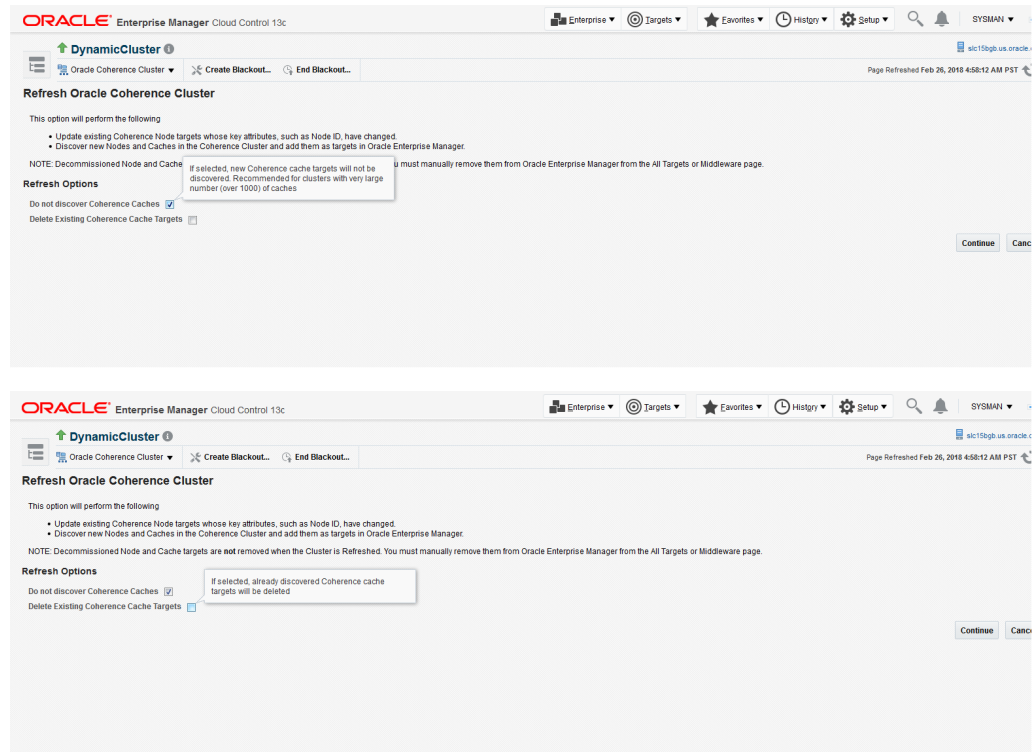 ORACLE Enterprise Manager Cloud Control 13c Enterprise Targets Favorites History Setup SYSMAN
DynamicCluster slc15bgb.us.oracle.
Oracle Coherence Cluster Create Blackout... End Blackout... Page Refreshed Feb 26, 2018 4:58:12 AM PST
Refresh Oracle Coherence Cluster
This option will perform the following
• Update existing Coherence Node targets whose key attributes, such as Node ID, have changed.
• Discover new Nodes and Caches in the Coherence Cluster and add them as targets in Oracle Enterprise Manager.
NOTE: Decommissioned Node and Cache u must manually remove them from Oracle Enterprise Manager from the All Targets or Middleware page.
If selected, new Coherence cache targets will not be
discovered. Recommended for clusters with very large
number (over 1000) of caches
Refresh Options
Do not discover Coherence Caches
Delete Existing Coherence Cache Targets
Continue Canc
ORACLE Enterprise Manager Cloud Control 13c Enterprise Targets Favorites History Setup SYSMAN
DynamicCluster slc15bgb.us.oracle.c
Oracle Coherence Cluster Create Blackout... End Blackout... Page Refreshed Feb 26, 2018 4:58:12 AM PST
Refresh Oracle Coherence Cluster
This option will perform the following
• Update existing Coherence Node targets whose key attributes, such as Node ID, have changed.
• Discover new Nodes and Caches in the Coherence Cluster and add them as targets in Oracle Enterprise Manager.
NOTE: Decommissioned Node and Cache targets are not removed when the Cluster is Refreshed. You must manually remove them from Oracle Enterprise Manager from the All Targets or Middleware page.
Refresh Options
If selected, already discovered Coherence cache
targets will be deleted
Do not discover Coherence Caches
Delete Existing Coherence Cache Targets
Continue Canc